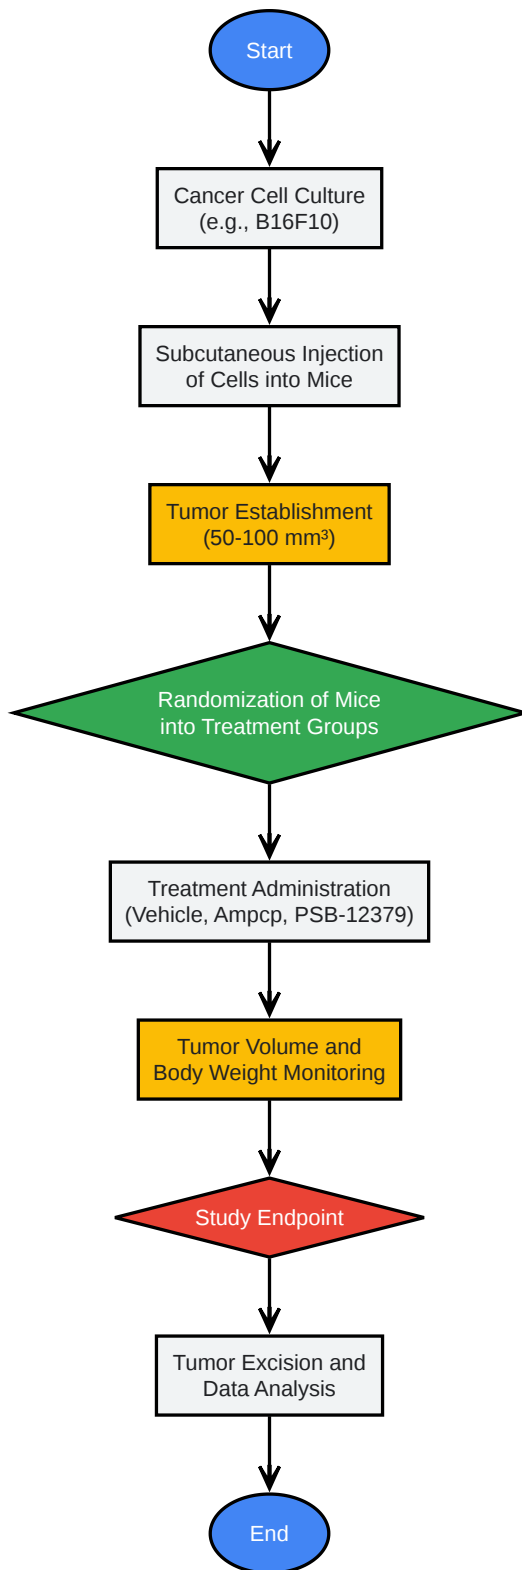 Start
Cancer Cell Culture
(e.g., B16F10)
Subcutaneous Injection
of Cells into Mice
Tumor Establishment
(50-100 mm³)
Randomization of Mice
into Treatment Groups
Treatment Administration
(Vehicle, Ampcp, PSB-12379)
Tumor Volume and
Body Weight Monitoring
Study Endpoint
Tumor Excision and
Data Analysis
End